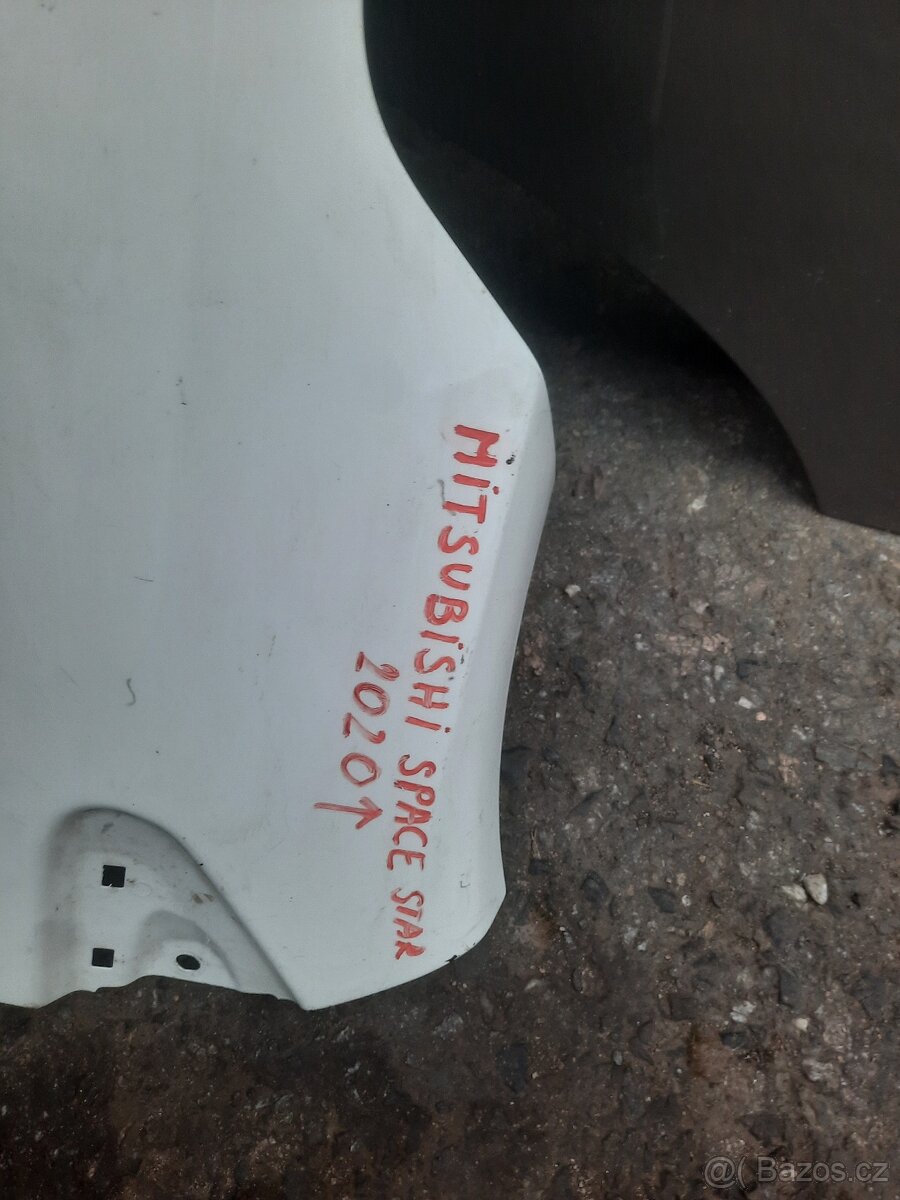 MiTSUBiSHi SPACE STAR
2020↑
@( Bazos.cz